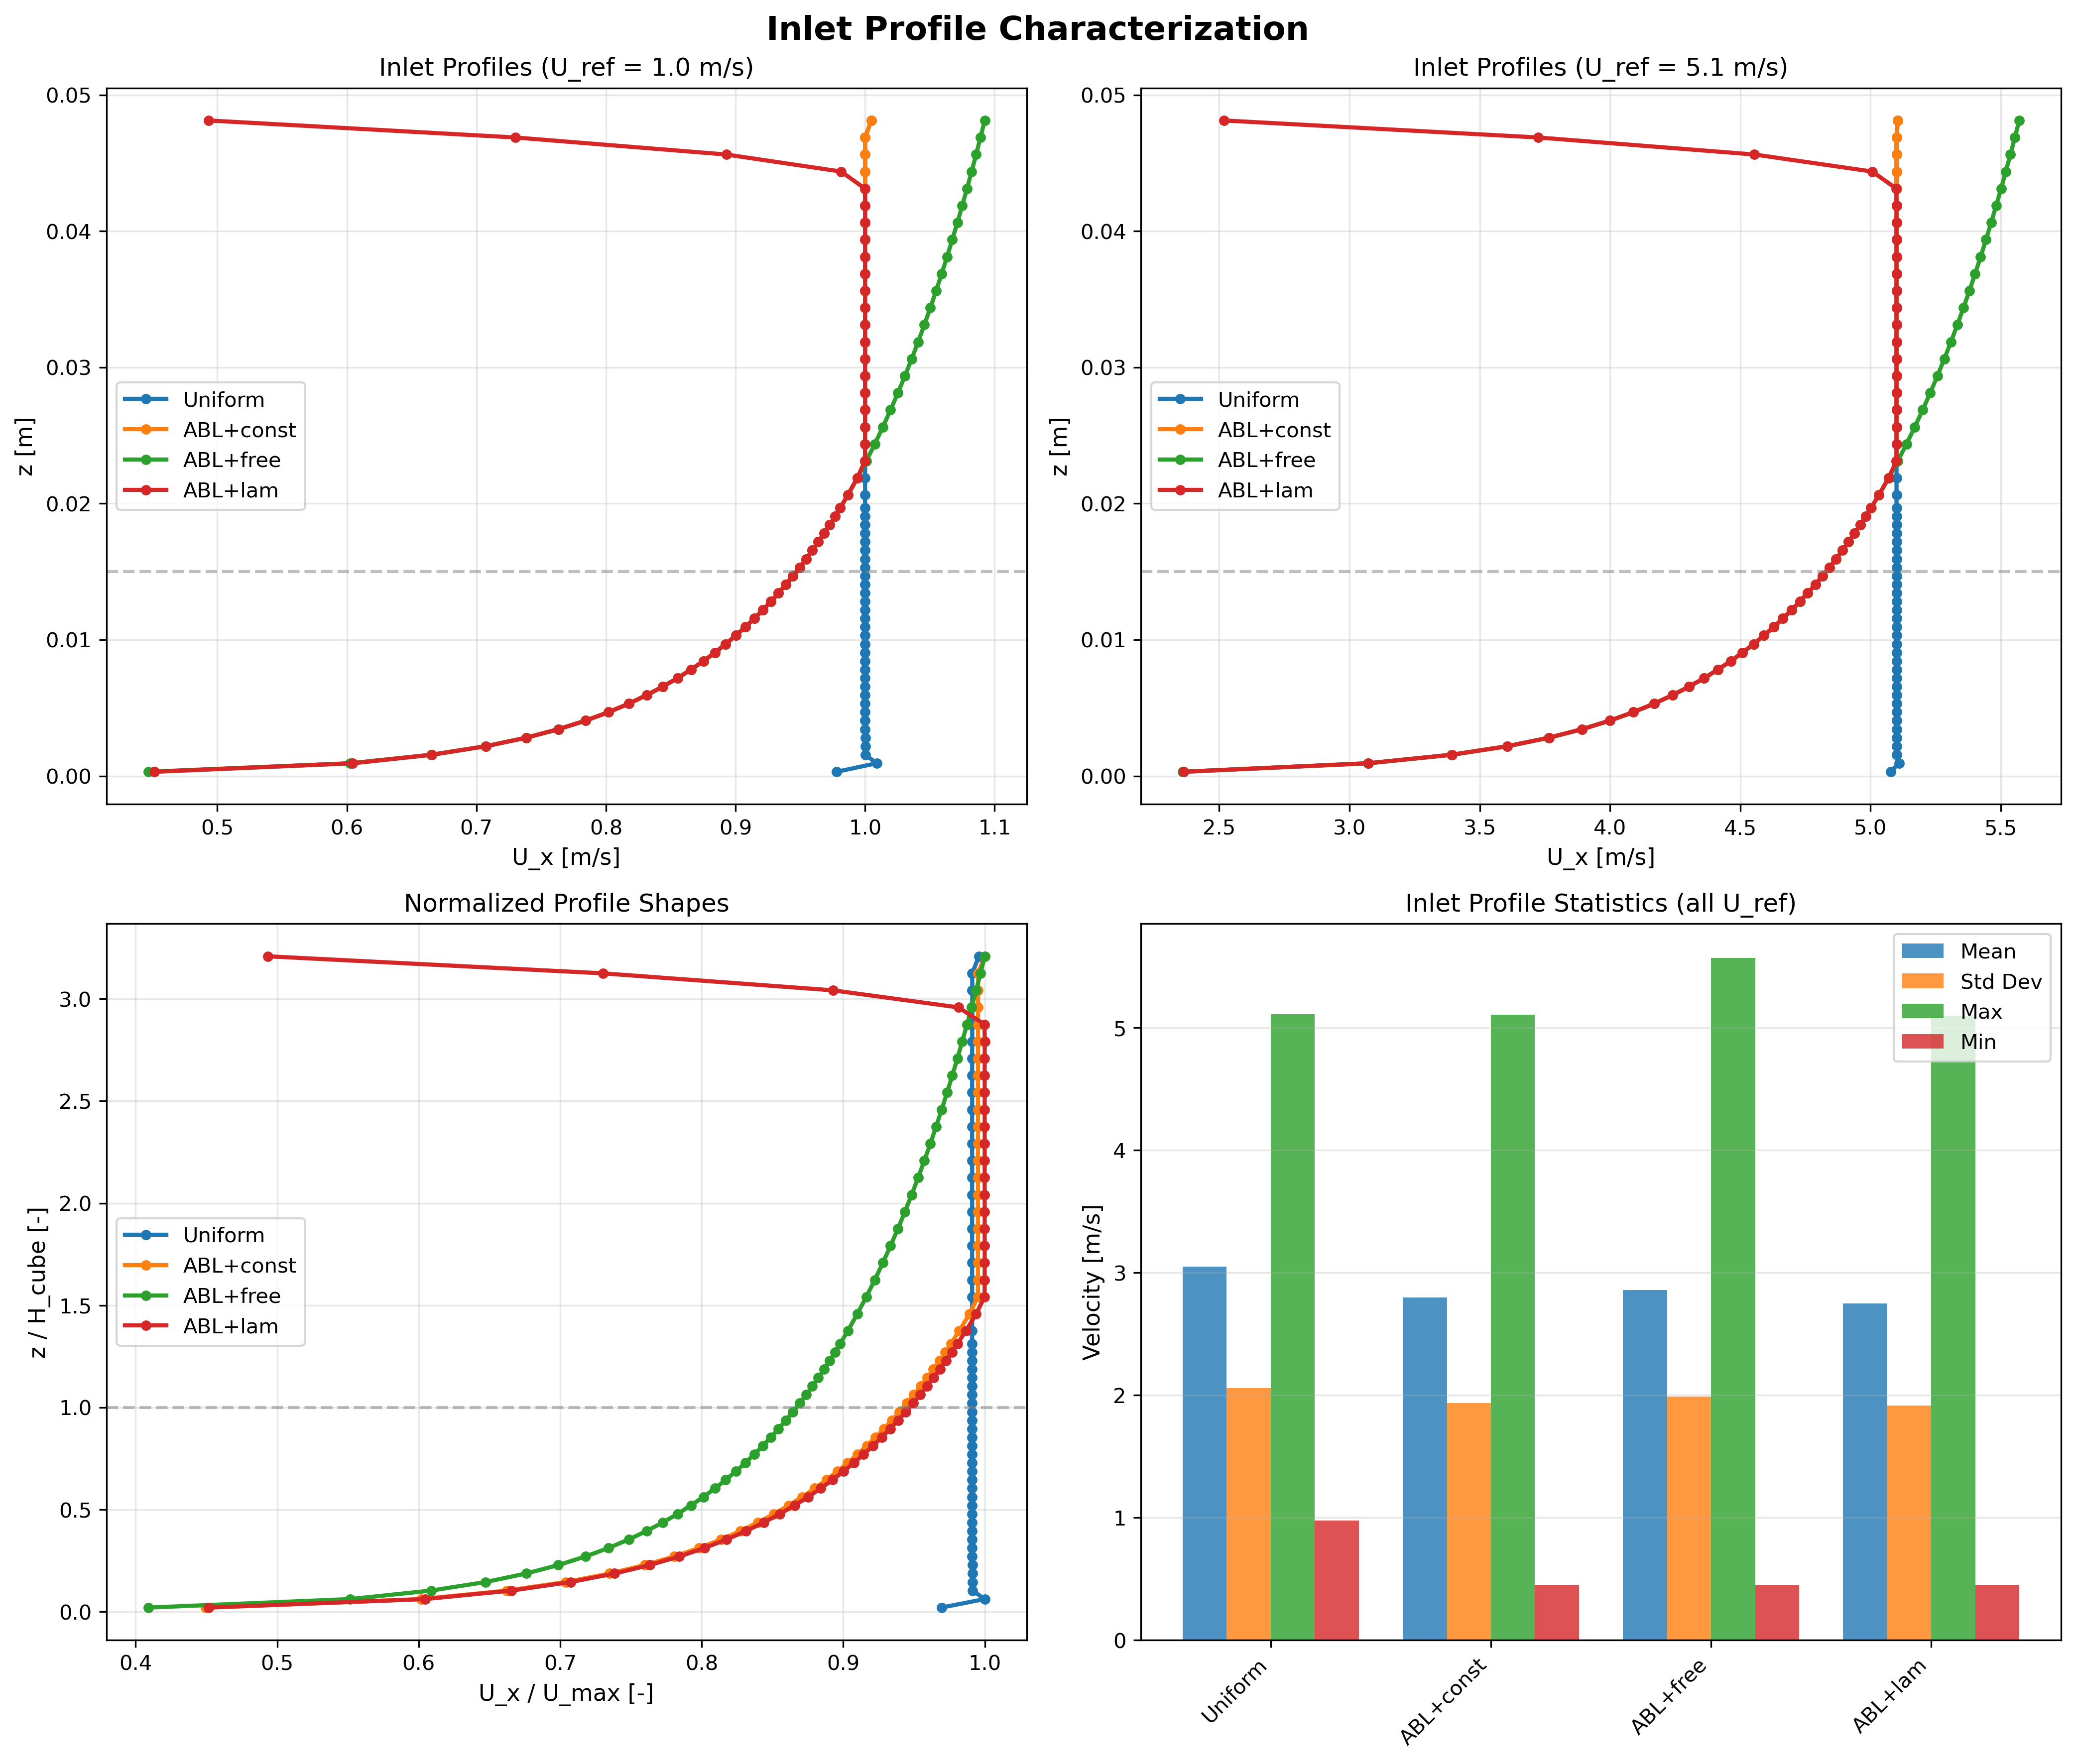 Inlet Profile Characterization
Inlet Profiles (U_ref = 1.0 m/s)
0.05
0.04
0.03
0.02
0.01
0.00
z [m]
Uniform
ABL+const
ABL+free
ABL+lam
0.5 0.6 0.7 0.8 0.9 1.0 1.1
U_x [m/s]
Inlet Profiles (U_ref = 5.1 m/s)
0.05
0.04
0.03
0.02
0.01
0.00
z [m]
Uniform
ABL+const
ABL+free
ABL+lam
2.5 3.0 3.5 4.0 4.5 5.0 5.5
U_x [m/s]
Normalized Profile Shapes
3.0
2.5
2.0
1.5
1.0
0.5
0.0
z / H_cube [-]
Uniform
ABL+const
ABL+free
ABL+lam
0.4 0.5 0.6 0.7 0.8 0.9 1.0
U_x / U_max [-]
Inlet Profile Statistics (all U_ref)
5
4
3
2
1
0
Velocity [m/s]
Mean
Std Dev
Max
Min
Uniform
ABL+const
ABL+free
ABL+lam